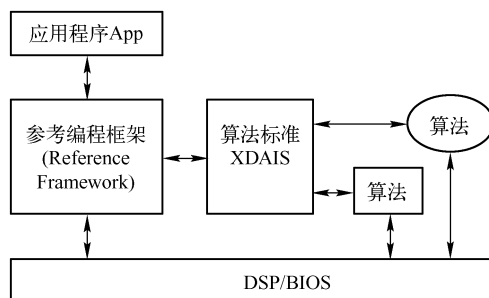 应用程序App
参考编程框架
(Reference
Framework)
算法标准
XDAIS
算法
算法
DSP/BIOS